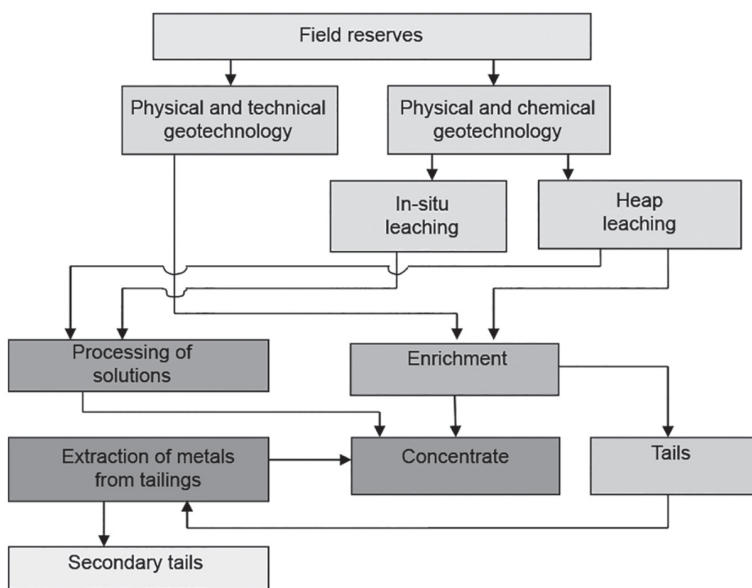 Field reserves
Physical and technical
geotechnology
Physical and chemical
geotechnology
In-situ
leaching
Heap
leaching
Processing of
solutions
Enrichment
Extraction of metals
from tailings
Concentrate
Tails
Secondary tails